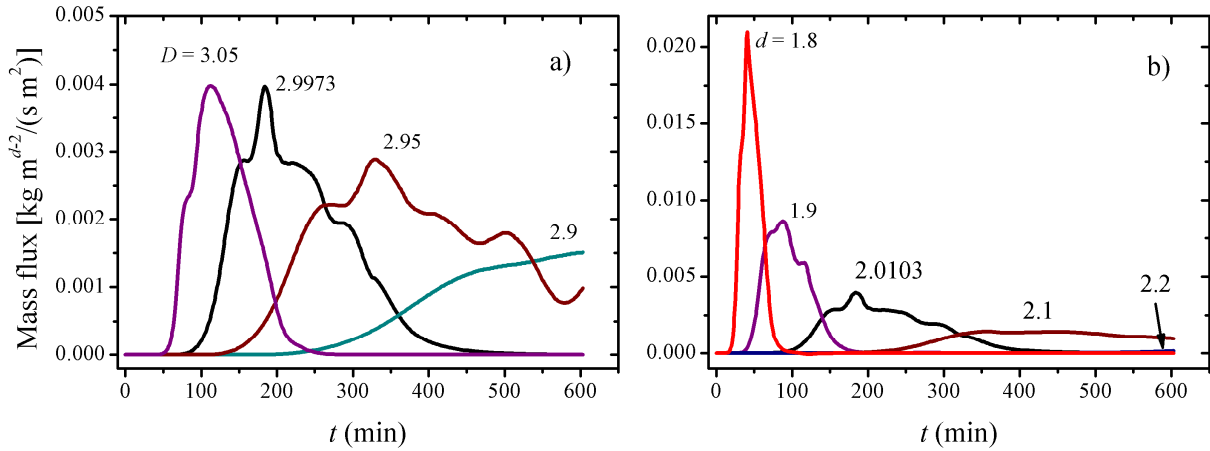 0.005
0.004
0.003
0.002
0.001
0.000
Mass flux [kg m^{d-2}/(s m^2)]
D = 3.05
2.9973
2.95
2.9
a)
0 100 200 300 400 500 600
t (min)
0.020
0.015
0.010
0.005
0.000
d = 1.8
1.9
2.0103
2.1
2.2
b)
0 100 200 300 400 500 600
t (min)